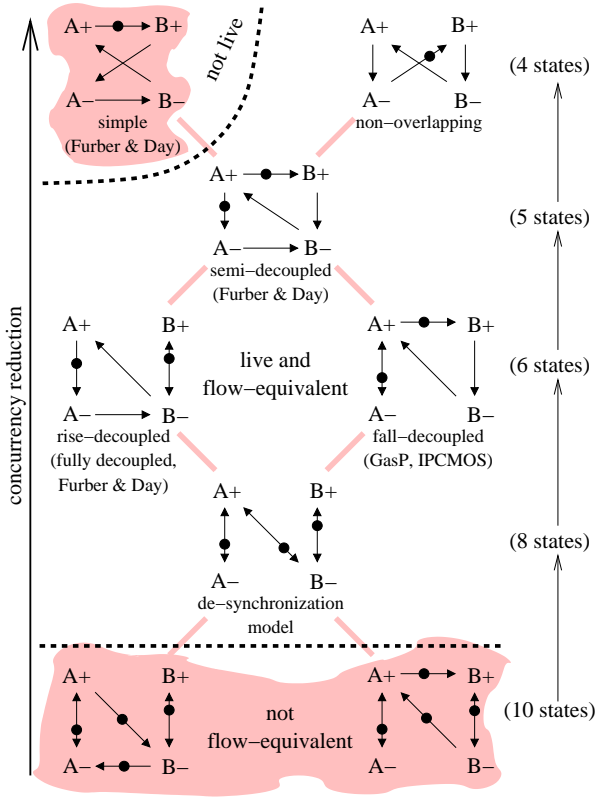 A+ B+
A− B−
simple
(Furber & Day)
not live
A+ B+
A− B−
non−overlapping
(4 states)
A+ B+
A− B−
semi−decoupled
(Furber & Day)
(5 states)
concurrency reduction
A+ B+
A− B−
rise−decoupled
(fully decoupled,
Furber & Day)
live and
flow−equivalent
A+ B+
A− B−
fall−decoupled
(GasP, IPCMOS)
(6 states)
A+ B+
A− B−
de−synchronization
model
(8 states)
A+ B+
A− B−
not
flow−equivalent
A+ B+
A− B−
(10 states)